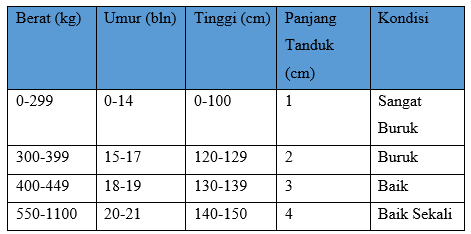 Berat (kg) Umur (bln) Tinggi (cm) Panjang Tanduk (cm) Kondisi
0-299 0-14 0-100 1 Sangat Buruk
300-399 15-17 120-129 2 Buruk
400-449 18-19 130-139 3 Baik
550-1100 20-21 140-150 4 Baik Sekali